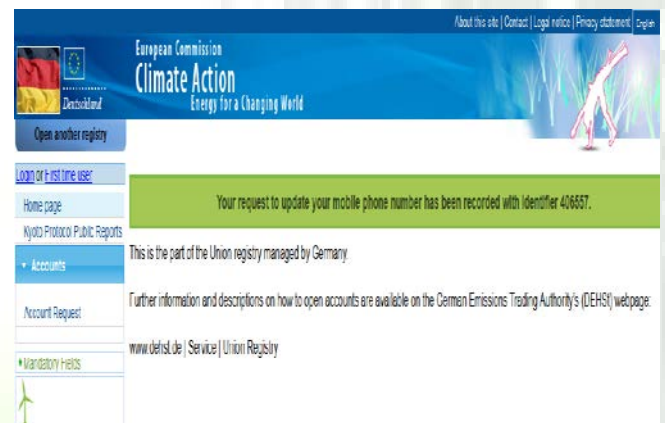 About this site | Contact | Legal notice | Privacy statement English
European Commission
Climate Action
Energy for a Changing World
Deutschland
Open another registry
Login or First time user
Home page
Kyoto Protocol Public Reports
Accounts
Account Request
Mandatory Fields
Your request to update your mobile phone number has been recorded with identifier 406557.
This is the part of the Union registry managed by Germany.
Further information and descriptions on how to open accounts are available on the German Emissions Trading Authority's (DEHSt) webpage:
www.dehst.de | Service | Union Registry